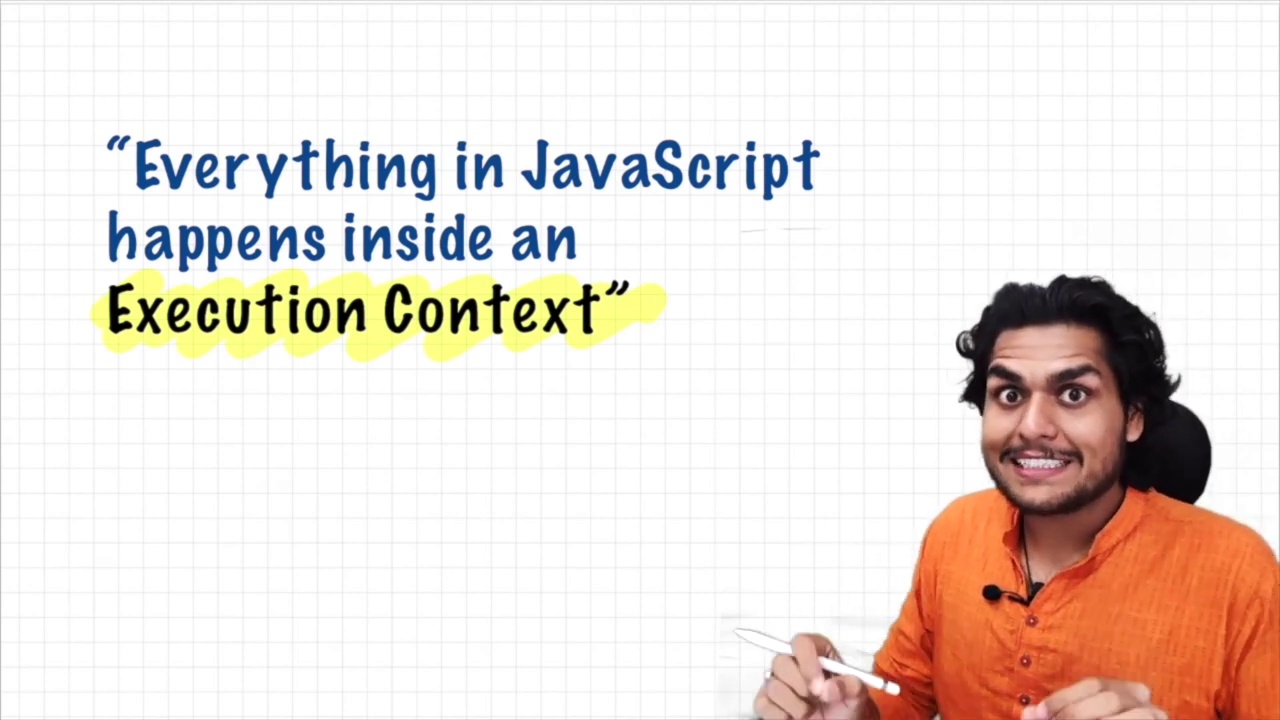 “Everything in JavaScript
happens inside an
Execution Context”